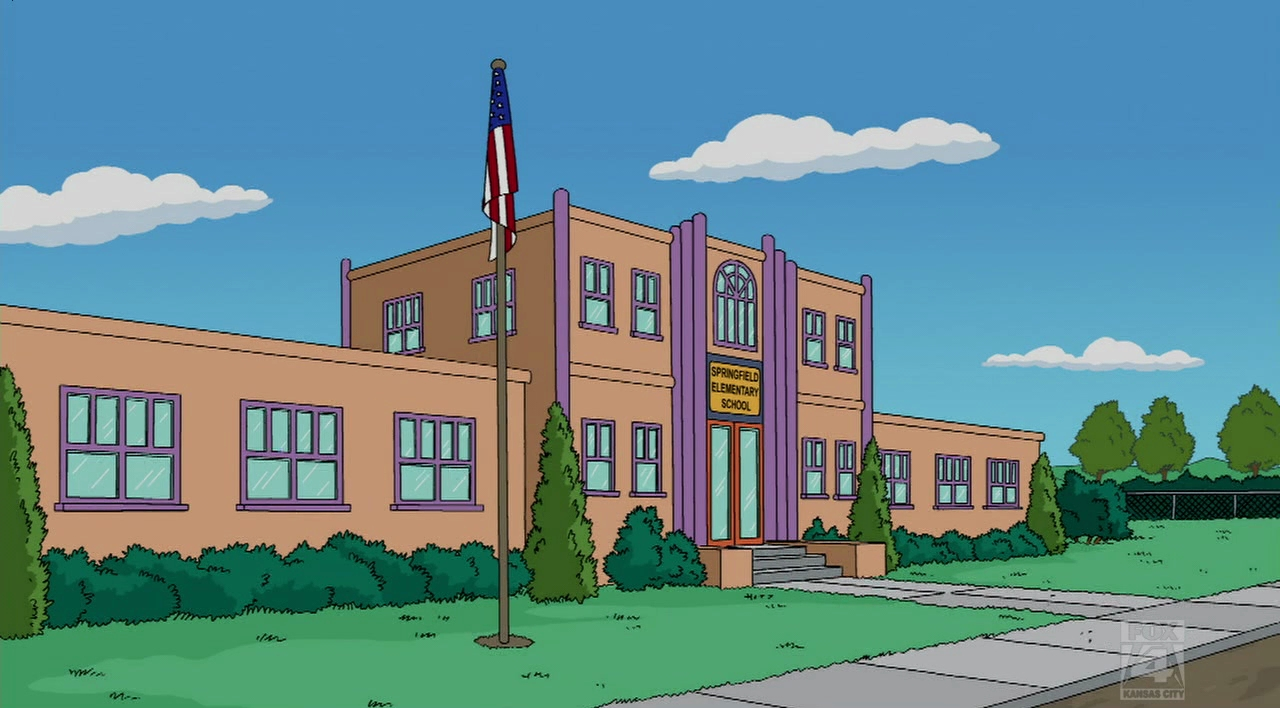 SPRINGFIELD
ELEMENTARY
SCHOOL
FOX
4
KANSAS CITY